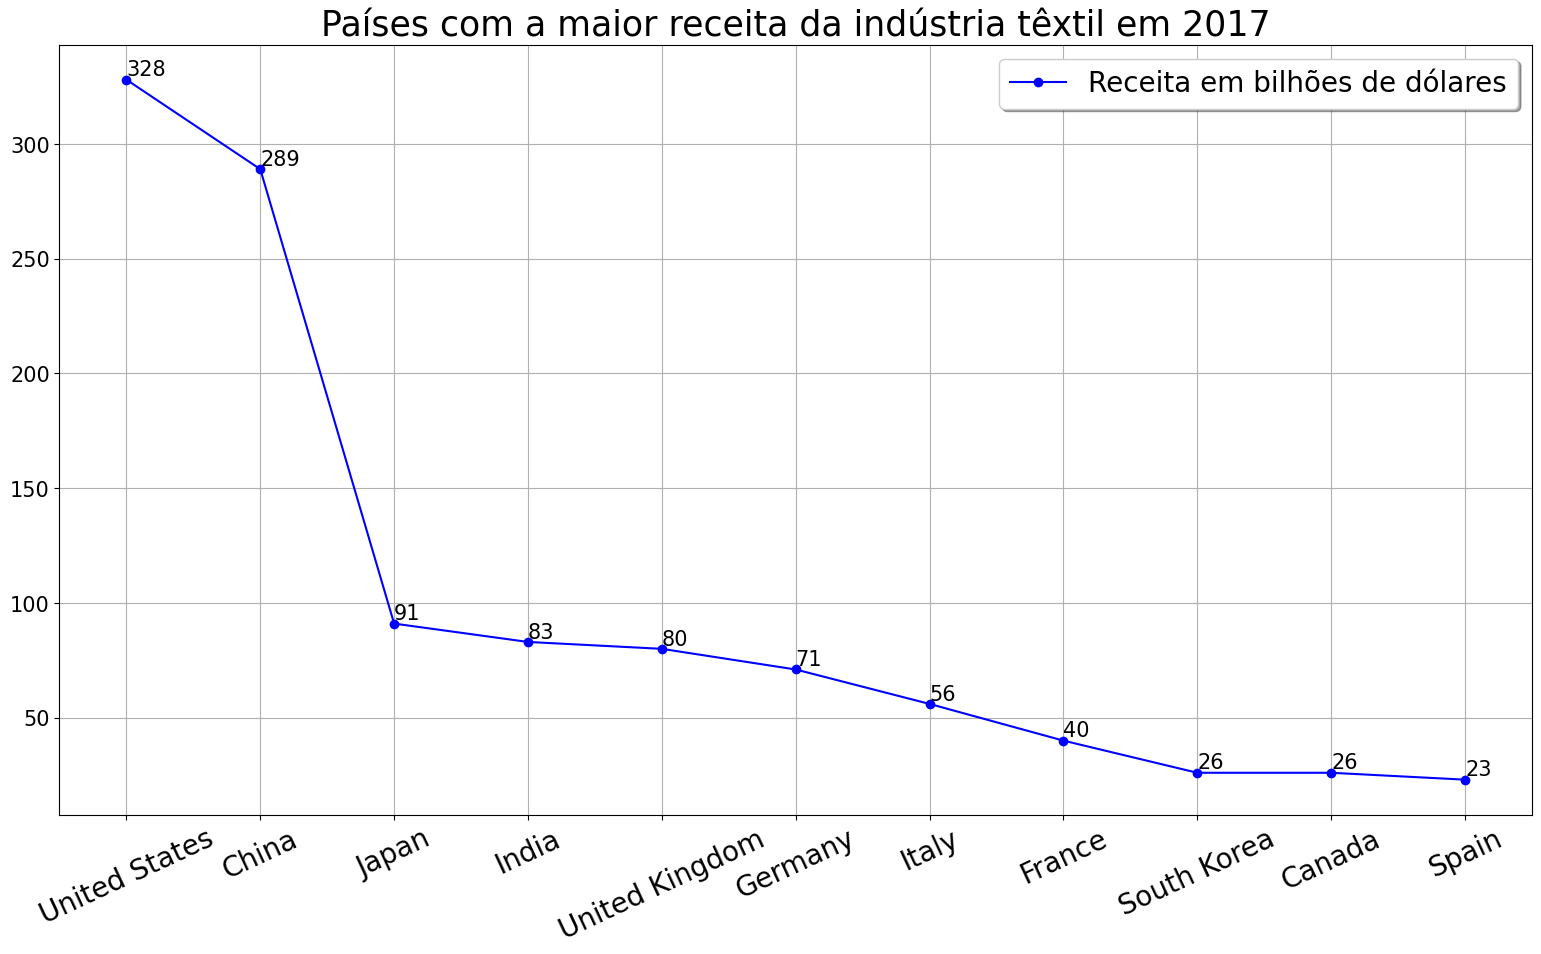 Países com a maior receita da indústria têxtil em 2017
Receita em bilhões de dólares
328
289
91
83
80
71
56
40
26
26
23
300
250
200
150
100
50
United States
China
Japan
India
United Kingdom
Germany
Italy
France
South Korea
Canada
Spain